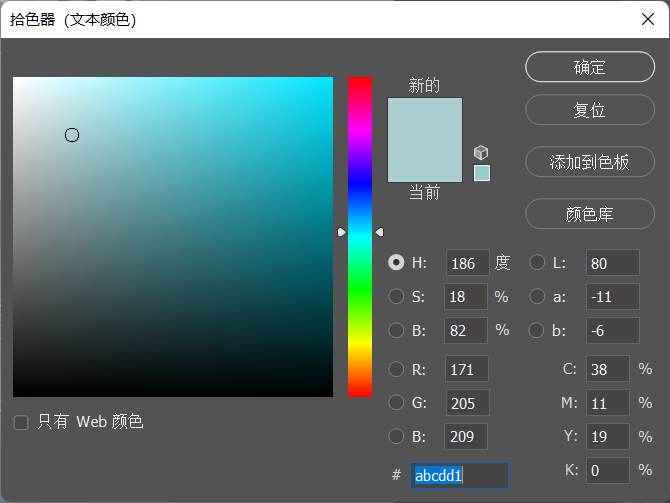 拾色器（文本颜色）
确定
新的
复位
添加到色板
当前
颜色库
H: 186 度 L: 80
S: 18 % a: -11
B: 82 % b: -6
R: 171 C: 38 %
G: 205 M: 11 %
B: 209 Y: 19 %
只有 Web 颜色
# abcdd1 K: 0 %